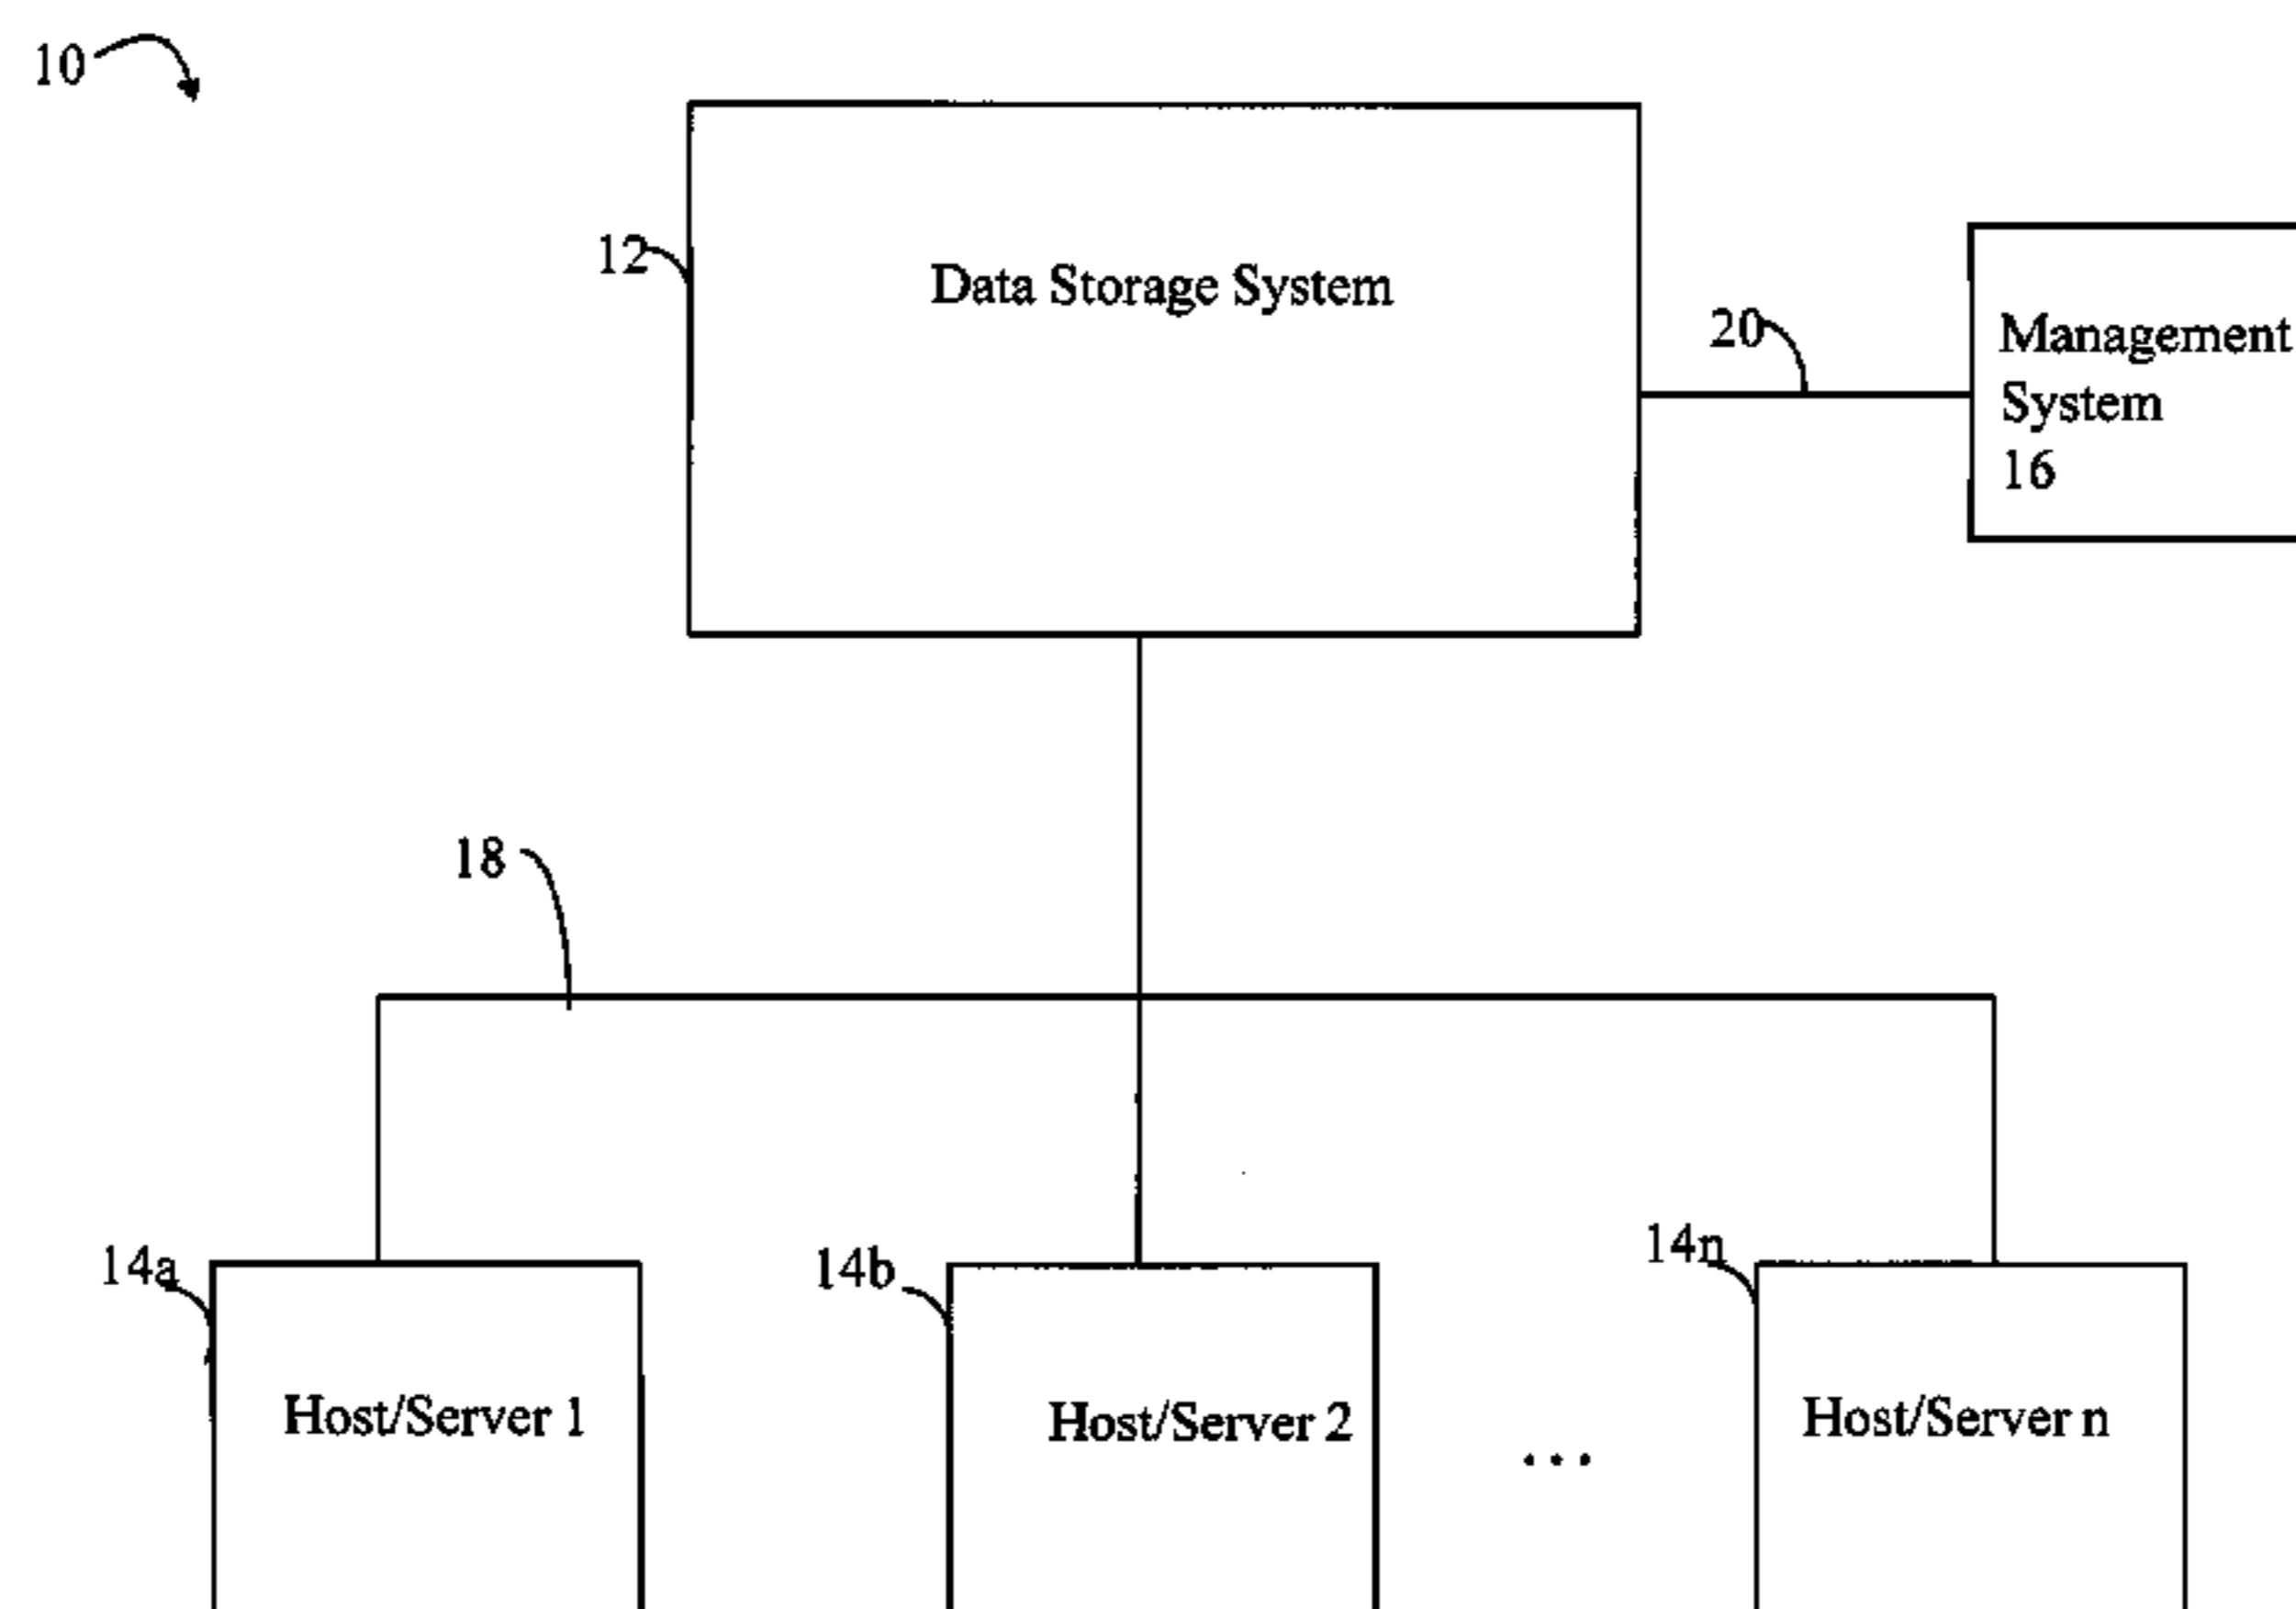 10
12
Data Storage System
20
Management
System
16
18
14a
14b
14n
Host/Server 1
Host/Server 2
...
Host/Server n